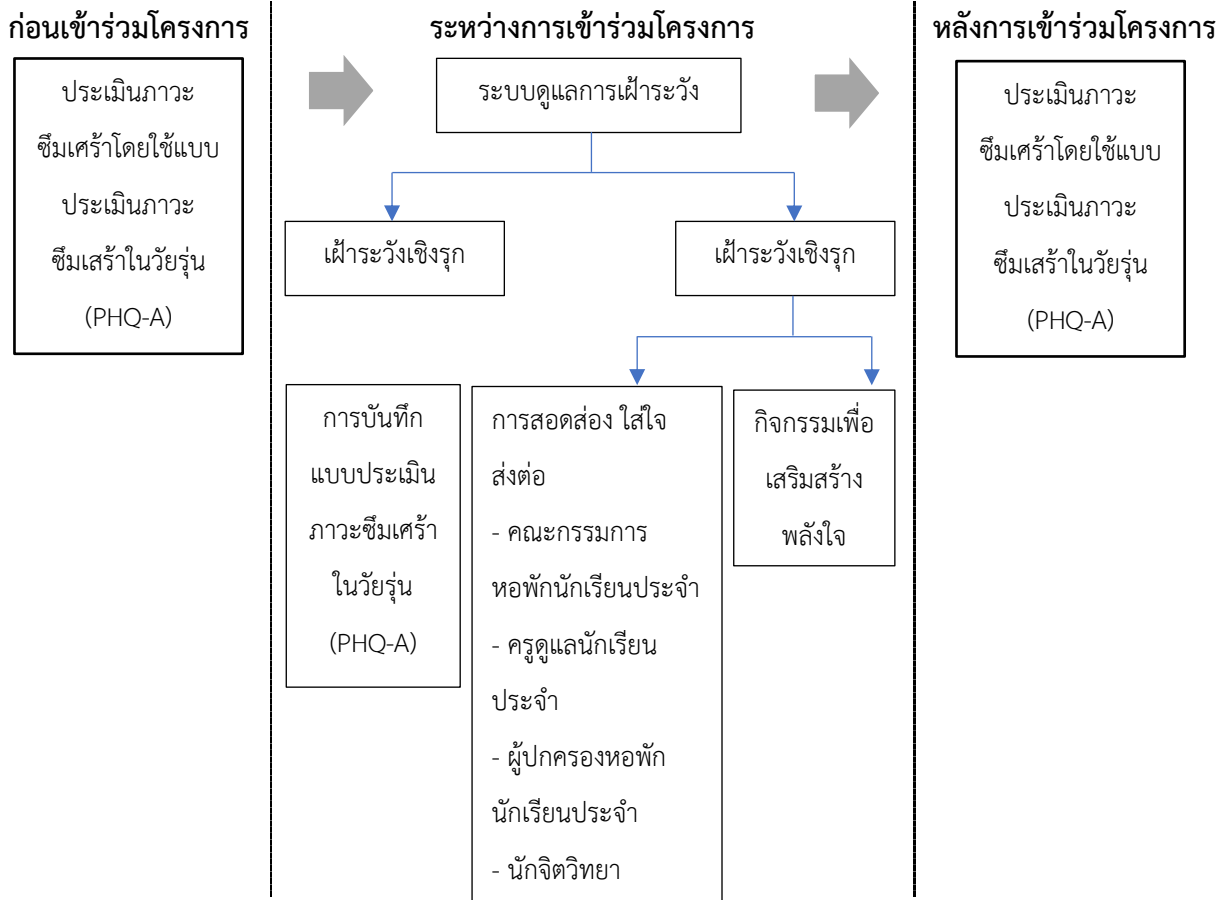 ก่อนเข้าร่วมโครงการ
ประเมินภาวะ
ซึมเศร้าโดยใช้แบบ
ประเมินภาวะ
ซึมเสร้าในวัยรุ่น
(PHQ-A)
ระหว่างการเข้าร่วมโครงการ
ระบบดูแลการเฝ้าระวัง
เฝ้าระวังเชิงรุก
เฝ้าระวังเชิงรุก
การบันทึก
แบบประเมิน
ภาวะซึมเศร้า
ในวัยรุ่น
(PHQ-A)
การสอดส่อง ใส่ใจ
ส่งต่อ
- คณะกรรมการ
หอพักนักเรียนประจำ
- ครูดูแลนักเรียน
ประจำ
- ผู้ปกครองหอพัก
นักเรียนประจำ
- นักจิตวิทยา
กิจกรรมเพื่อ
เสริมสร้าง
พลังใจ
หลังการเข้าร่วมโครงการ
ประเมินภาวะ
ซึมเศร้าโดยใช้แบบ
ประเมินภาวะ
ซึมเสร้าในวัยรุ่น
(PHQ-A)